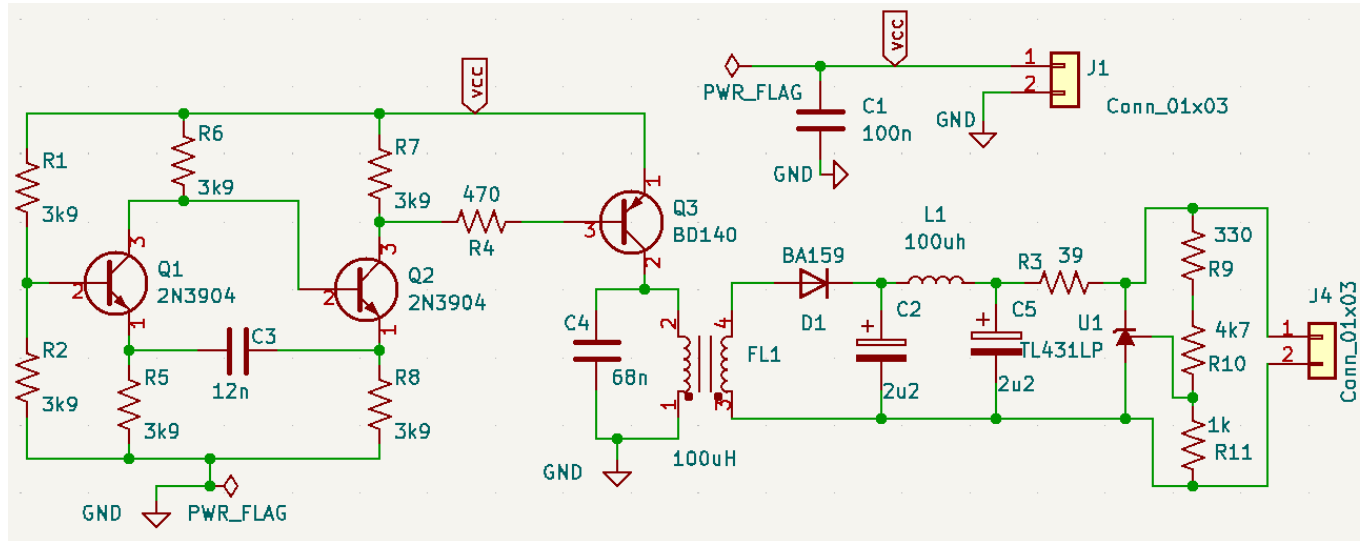 VCC
PWR_FLAG
C1
100n
GND
GND
1
2
J1
Conn_01x03
VCC
R1
3k9
R6
3k9
R7
3k9
470
R4
1
3
2
Q3
BD140
3
2
1
Q1
2N3904
3
2
1
Q2
2N3904
C3
12n
R2
3k9
R5
3k9
R8
3k9
GND
PWR_FLAG
C4
68n
2
1
4
3
FL1
100uH
GND
BA159
D1
C2
2u2
L1
100uh
C5
2u2
R3
39
U1
TL431LP
330
R9
4k7
R10
1k
R11
J4
1
2
Conn_01x03